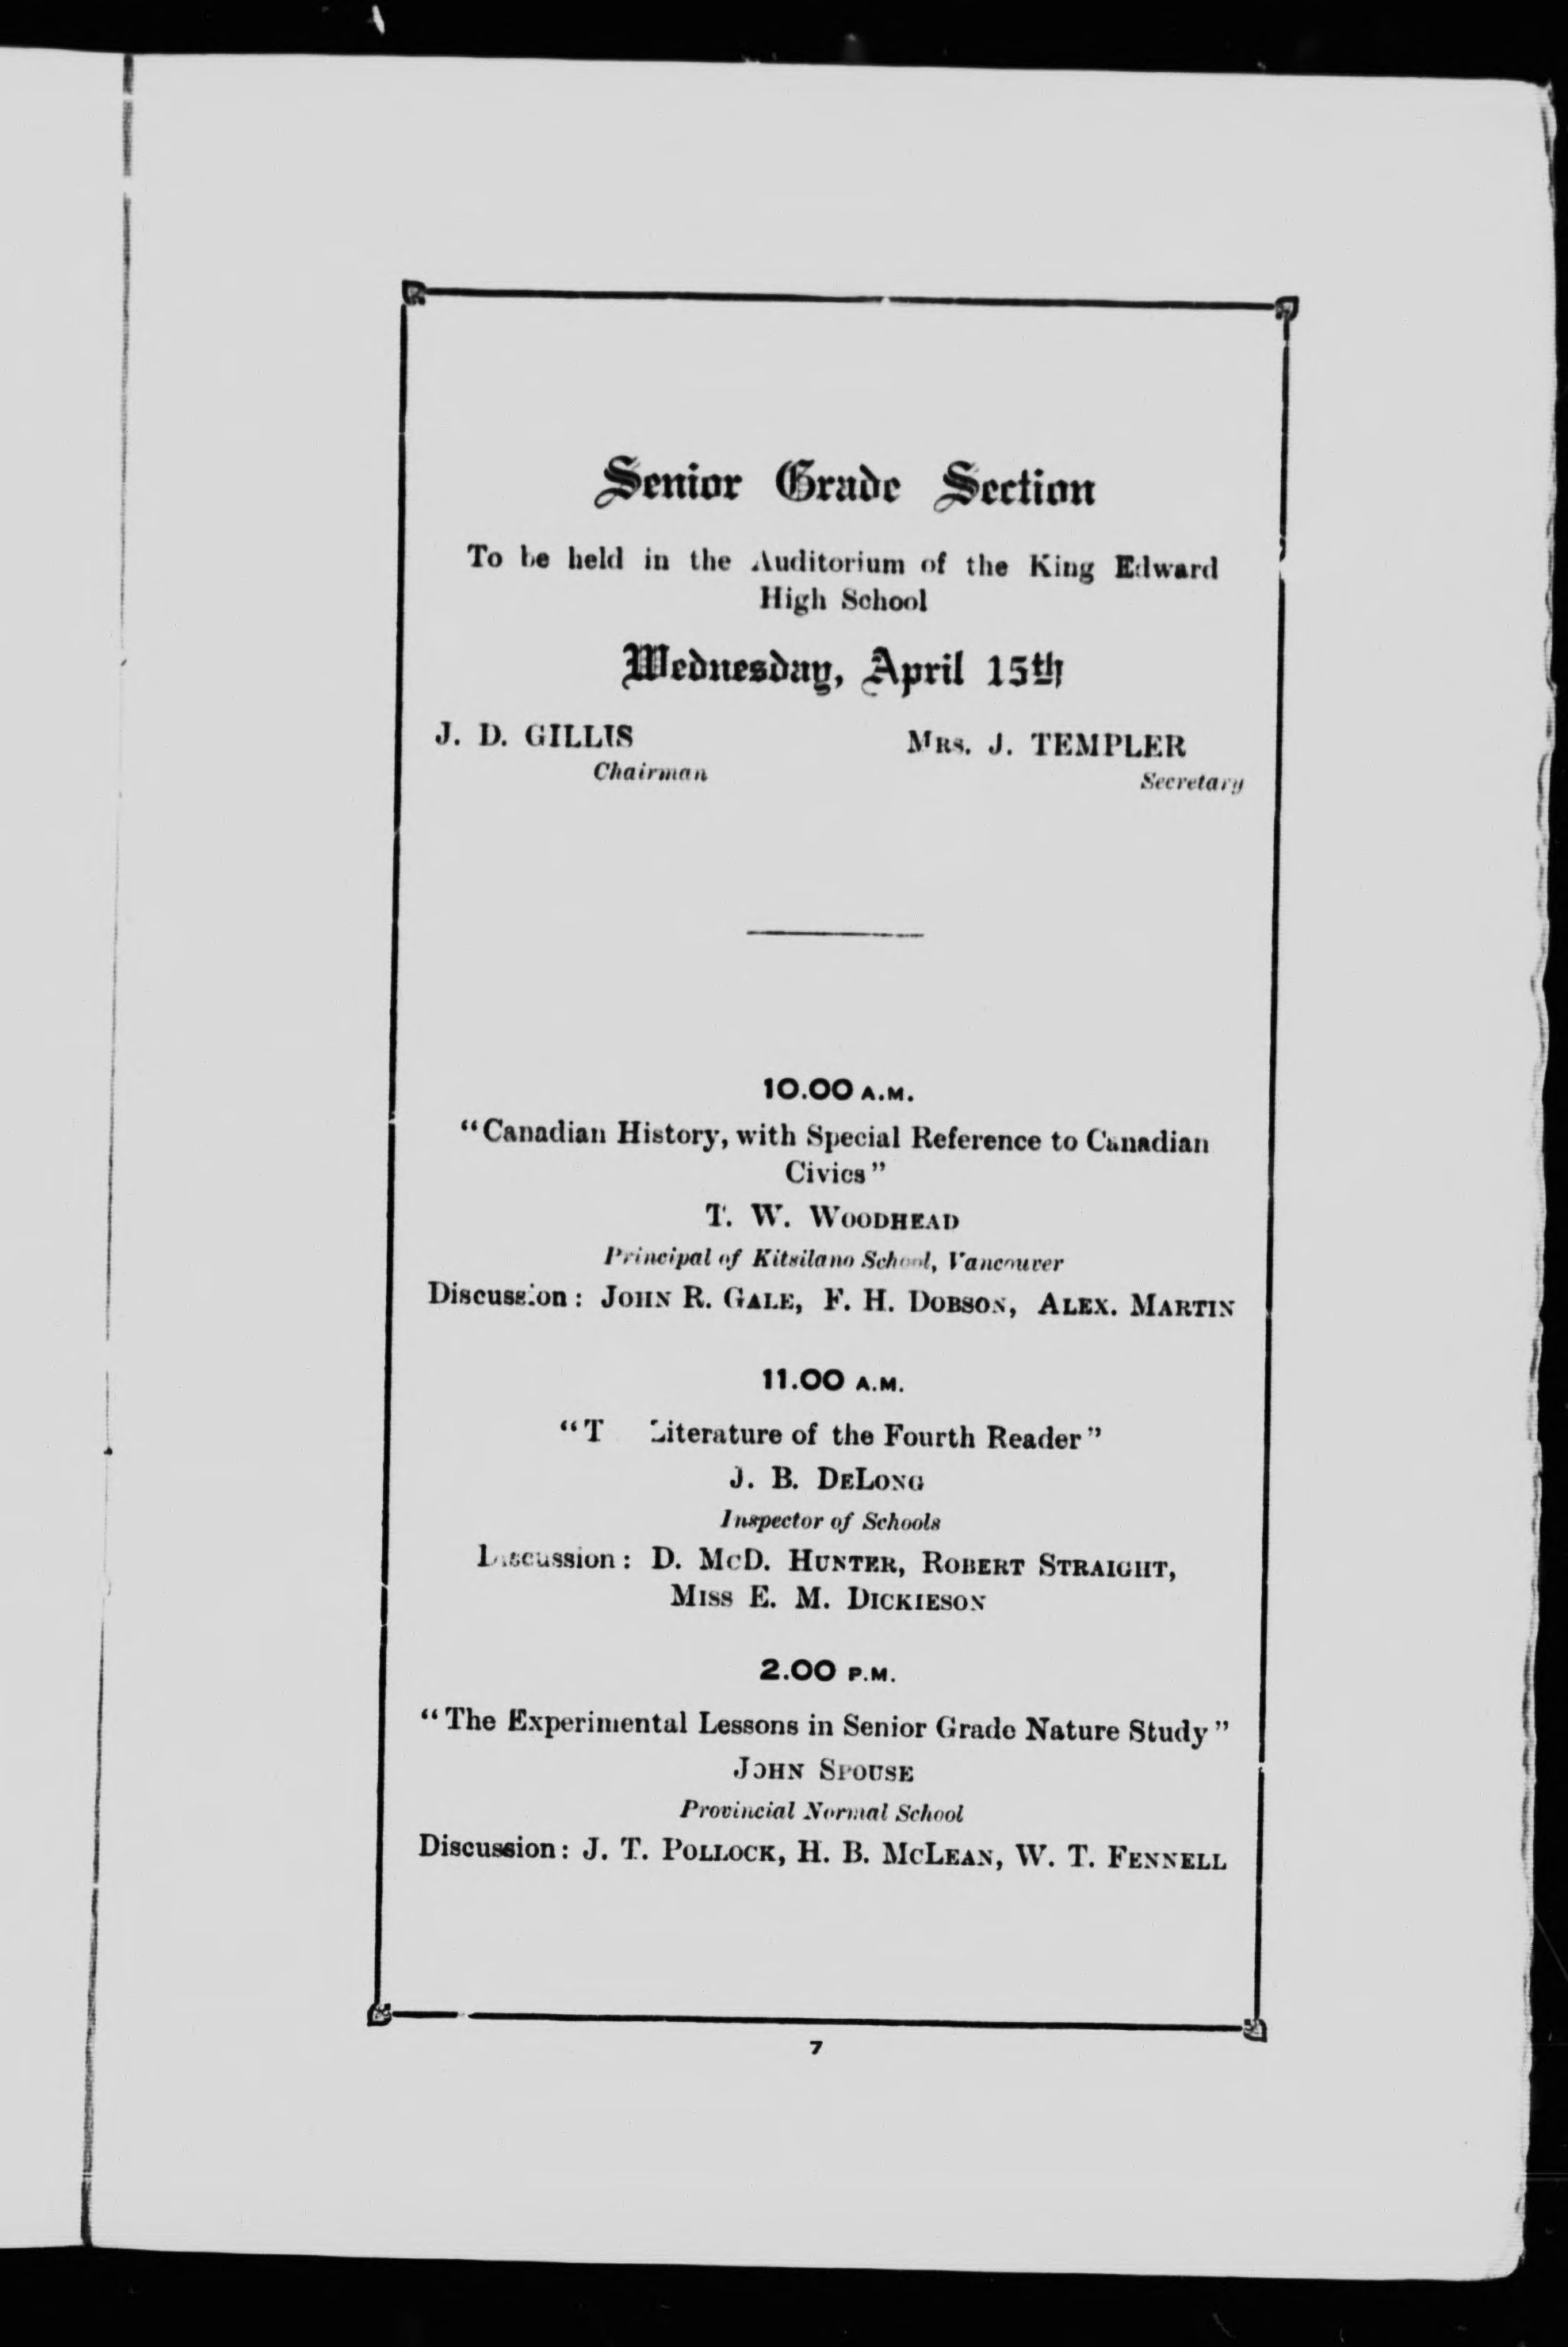 Senior Grade Section
To be held in the Auditorium of the King Edward
High School
Wednesday, April 15th
J. D. GILLIS
Chairman
MRS. J. TEMPLER
Secretary
10.00 A.M.
“Canadian History, with Special Reference to Canadian
Civics”
T. W. WOODHEAD
Principal of Kitsilano School, Vancouver
Discussion: JOHN R. GALE, F. H. DOBSON, ALEX. MARTIN
11.00 A.M.
“T Literature of the Fourth Reader”
J. B. DELONG
Inspector of Schools
Discussion: D. McD. HUNTER, ROBERT STRAIGHT,
MISS E. M. DICKIESON
2.00 P.M.
“The Experimental Lessons in Senior Grade Nature Study”
JOHN SPOUSE
Provincial Normal School
Discussion: J. T. POLLOCK, H. B. McLEAN, W. T. FENNELL
7